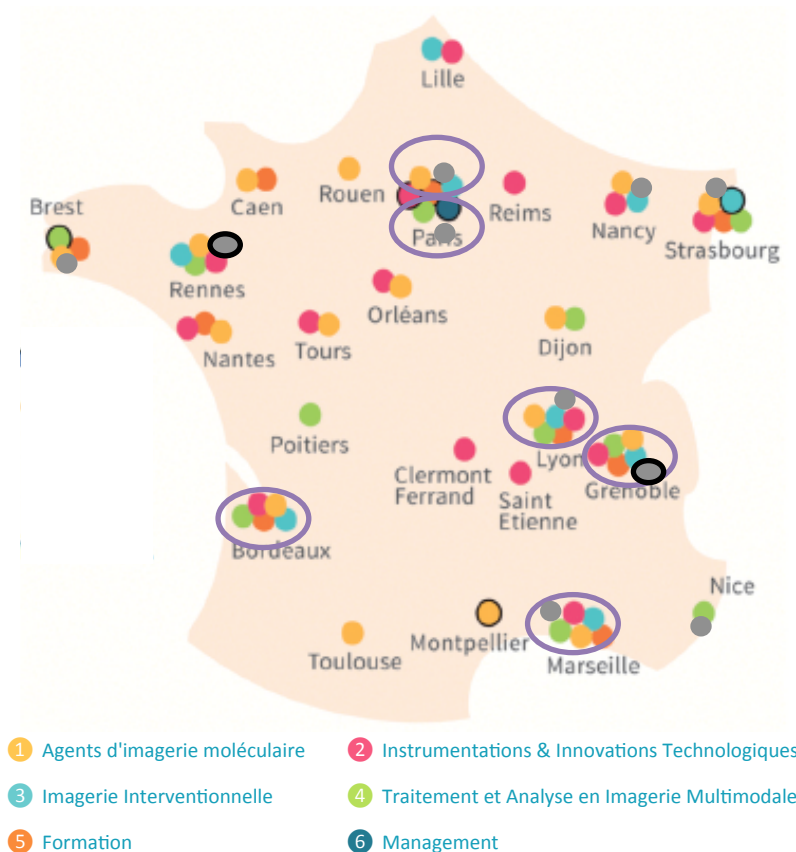 Lille
Rouen
Caen
Paris
Reims
Nancy
Strasbourg
Brest
Rennes
Orléans
Nantes
Tours
Dijon
Poitiers
Lyon
Clermont
Ferrand
Saint
Etienne
Grenoble
Bordeaux
Nice
Montpellier
Toulouse
Marseille
1 Agents d'imagerie moléculaire
2 Instrumentations & Innovations Technologiques
3 Imagerie Interventionnelle
4 Traitement et Analyse en Imagerie Multimodale
5 Formation
6 Management